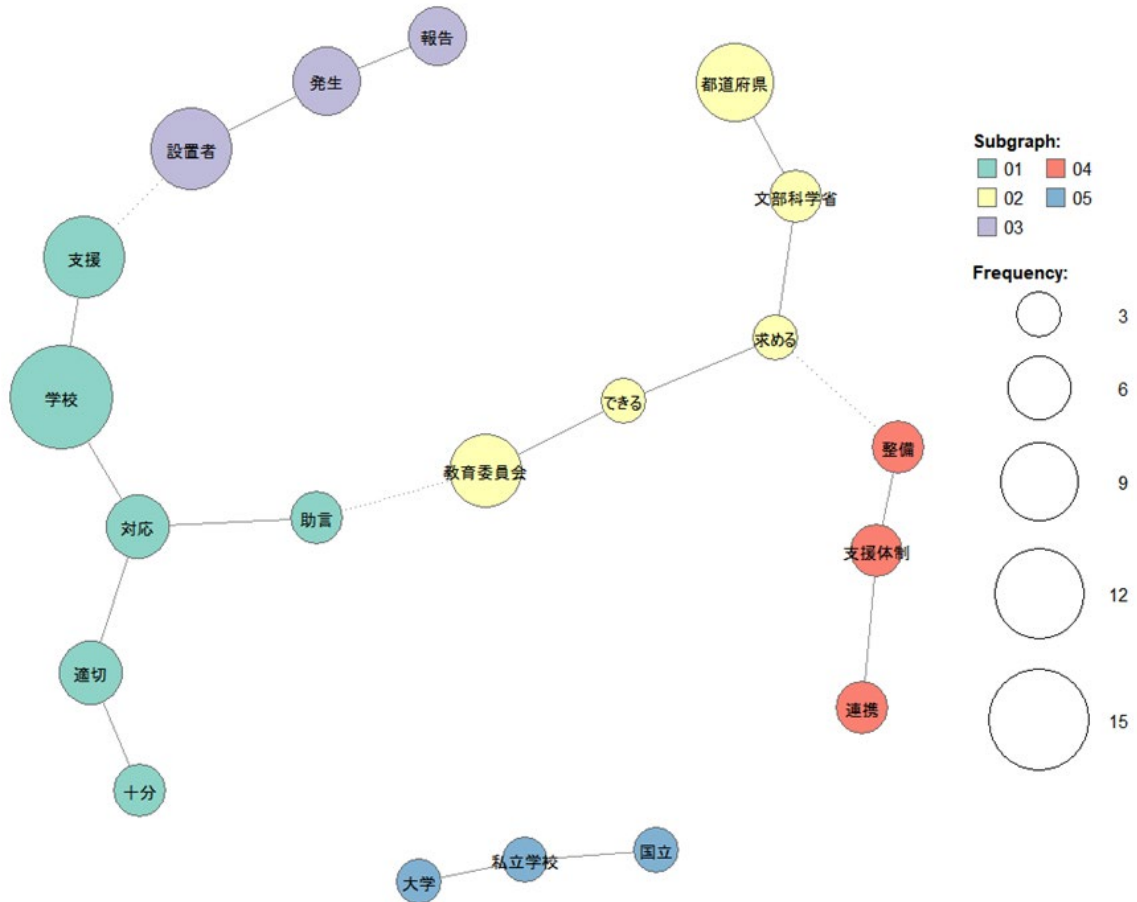 報告
発生
都道府県
設置者
文部科学省
支援
求める
学校
できる
整備
教育委員会
対応
助言
支援体制
適切
連携
十分
国立
私立学校
大学
Subgraph:
01 04
02 05
03
Frequency:
3
6
9
12
15